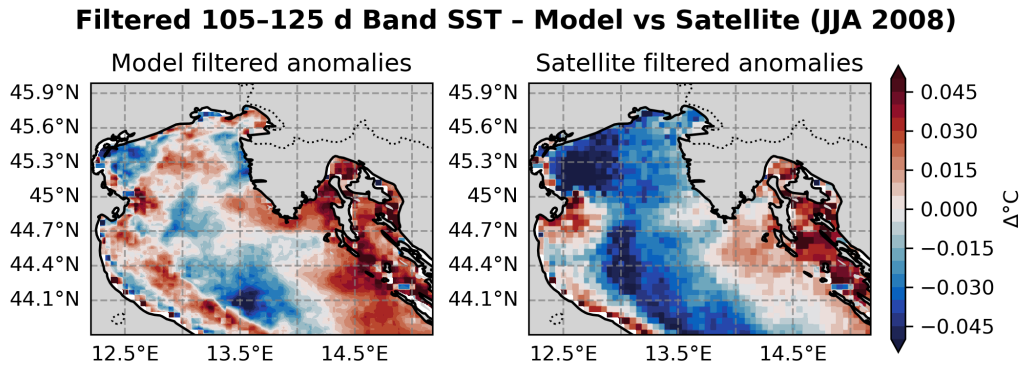 Filtered 105–125 d Band SST – Model vs Satellite (JJA 2008)
Model filtered anomalies
Satellite filtered anomalies
45.9°N
45.6°N
45.3°N
45°N
44.7°N
44.4°N
44.1°N
12.5°E 13.5°E 14.5°E
45.9°N
45.6°N
45.3°N
45°N
44.7°N
44.4°N
44.1°N
12.5°E 13.5°E 14.5°E
0.045
0.030
0.015
0.000
−0.015
−0.030
−0.045
Δ°C